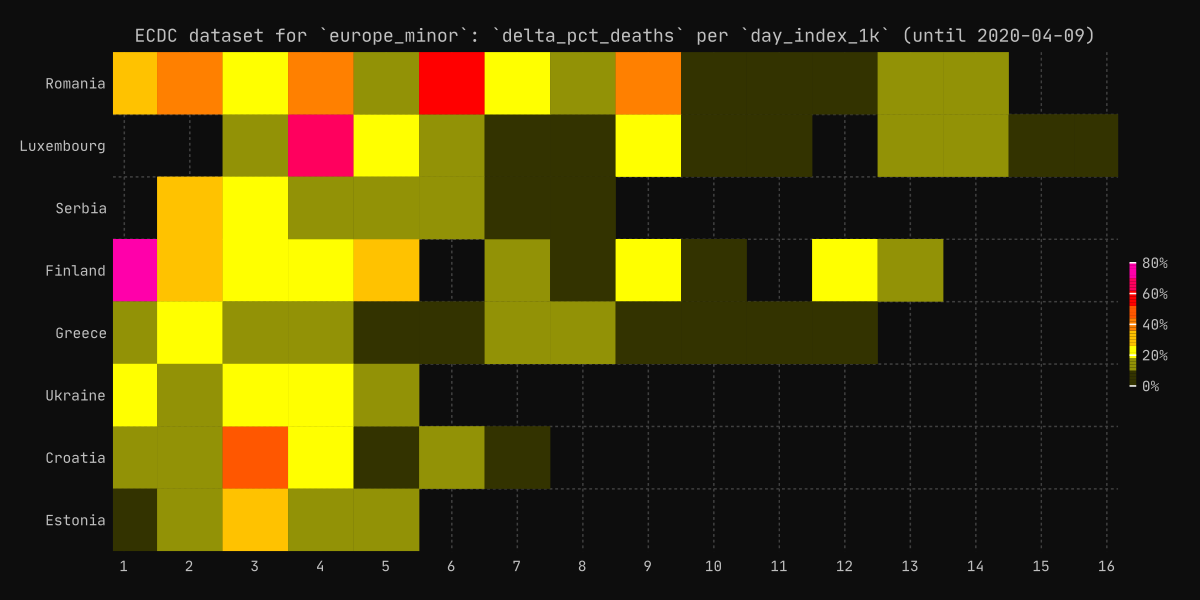 ECDC dataset for `europe_minor`: `delta_pct_deaths` per `day_index_1k` (until 2020-04-09)
Romania
Luxembourg
Serbia
Finland
Greece
Ukraine
Croatia
Estonia
80%
60%
40%
20%
0%
1 2 3 4 5 6 7 8 9 10 11 12 13 14 15 16